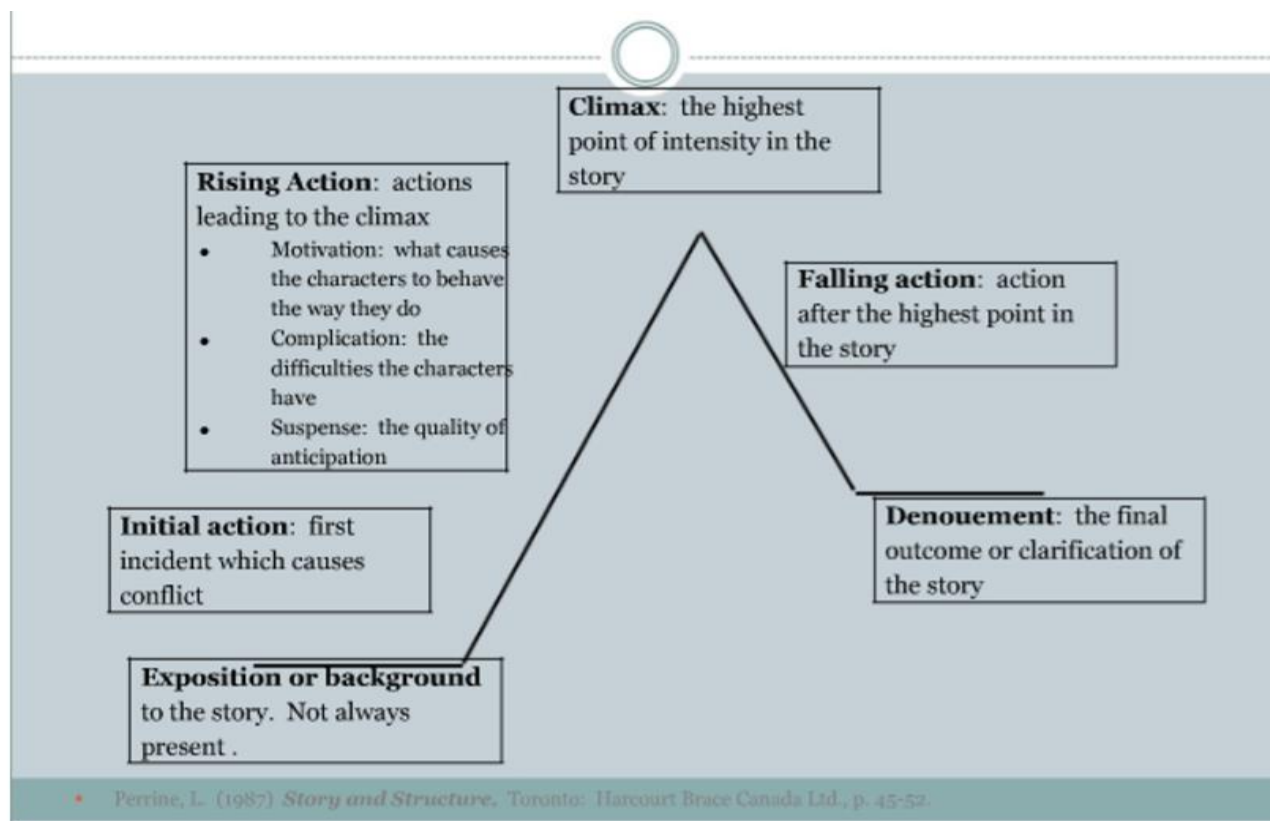 Climax: the highest
point of intensity in the
story
Rising Action: actions
leading to the climax
• Motivation: what causes
the characters to behave
the way they do
• Complication: the
difficulties the characters
have
• Suspense: the quality of
anticipation
Falling action: action
after the highest point in
the story
Initial action: first
incident which causes
conflict
Denouement: the final
outcome or clarification of
the story
Exposition or background
to the story. Not always
present .
• Perrine, L. (1987) Story and Structure. Toronto: Harcourt Brace Canada Ltd., p. 45-52.